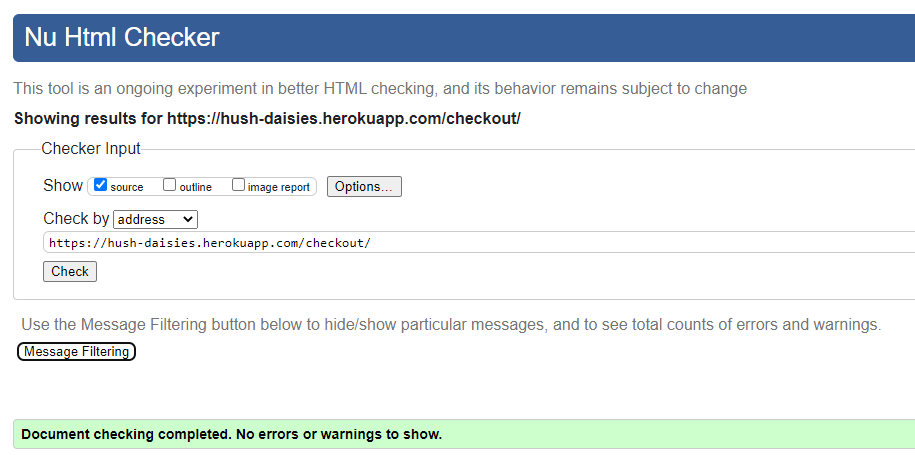 Nu Html Checker
This tool is an ongoing experiment in better HTML checking, and its behavior remains subject to change
Showing results for https://hush-daisies.herokuapp.com/checkout/
Checker Input
Show source outline image report Options...
Check by address
https://hush-daisies.herokuapp.com/checkout/
Check
Use the Message Filtering button below to hide/show particular messages, and to see total counts of errors and warnings.
Message Filtering
Document checking completed. No errors or warnings to show.